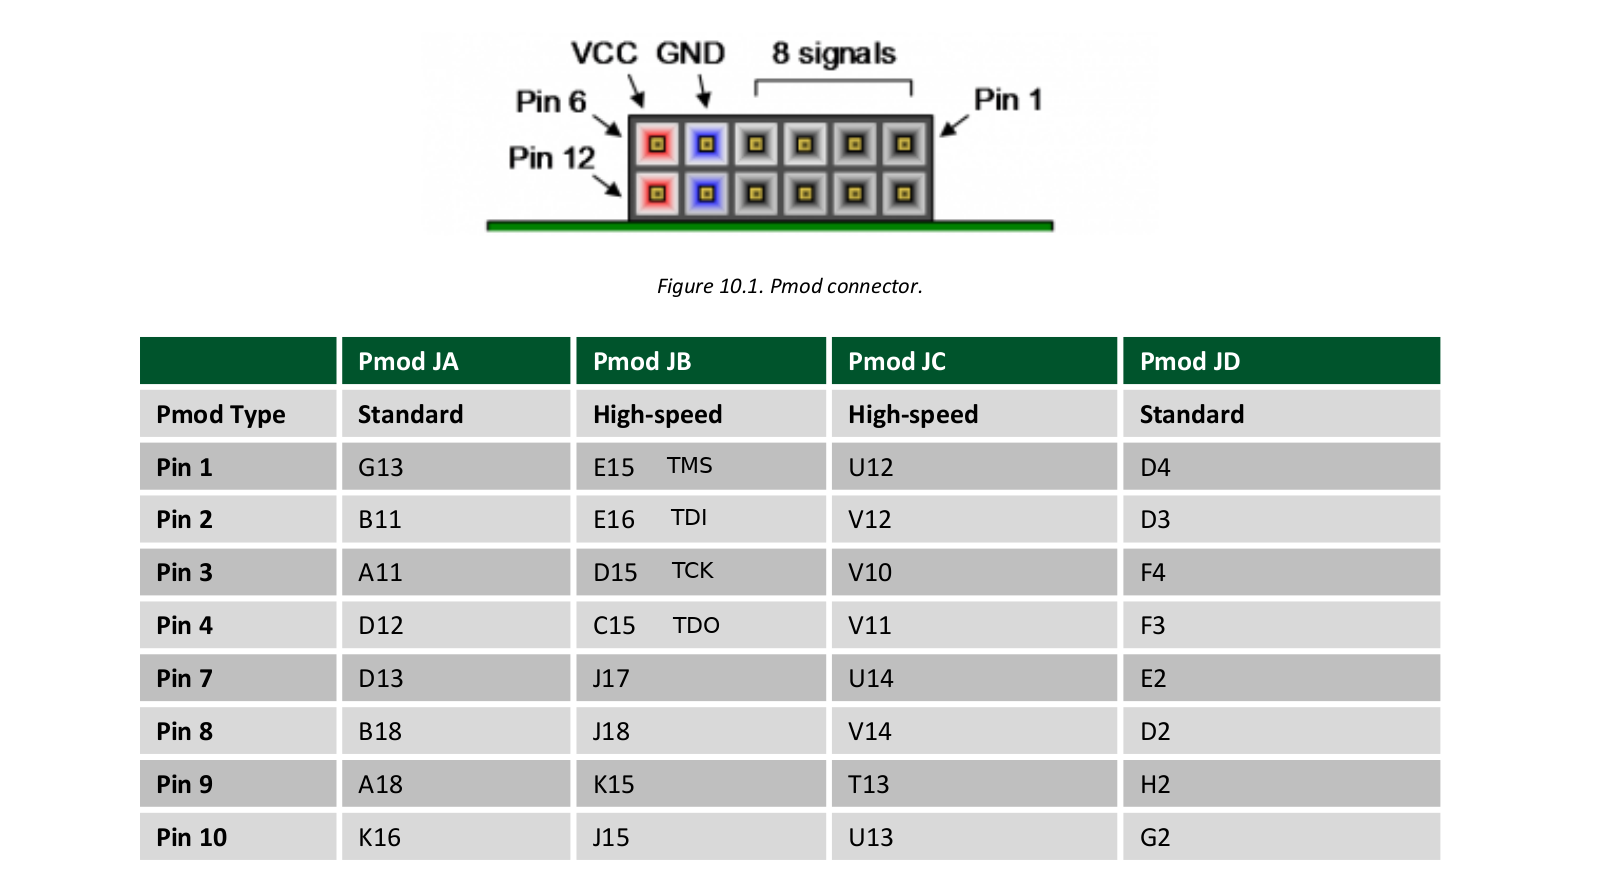 VCC GND 8 signals
Pin 6 Pin 1
Pin 12
Figure 10.1. Pmod connector.
Pmod JA Pmod JB Pmod JC Pmod JD
Pmod Type Standard High-speed High-speed Standard
Pin 1 G13 E15 TMS U12 D4
Pin 2 B11 E16 TDI V12 D3
Pin 3 A11 D15 TCK V10 F4
Pin 4 D12 C15 TDO V11 F3
Pin 7 D13 J17 U14 E2
Pin 8 B18 J18 V14 D2
Pin 9 A18 K15 T13 H2
Pin 10 K16 J15 U13 G2